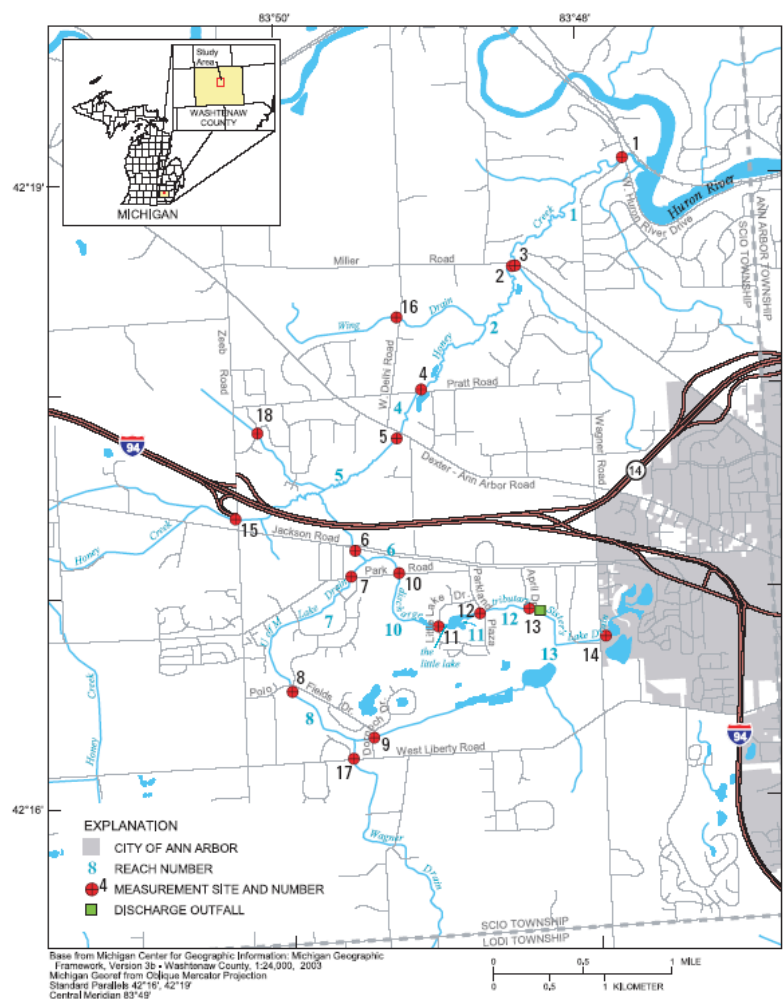 83°50'
83°48'
Study
Area
WASHTENAW
COUNTY
MICHIGAN
42°19'
1
Huron River
W. Huron River Drive
ANN ARBOR TOWNSHIP
SCIO TOWNSHIP
Creek
1
Miller Road
3
2
16
Wing Drain
2
Honey
Zeeb
Road
W. Delhi Road
4
Pratt Road
4
18
5
Dexter - Ann Arbor Road
Wagner Road
94
5
14
15
Honey Creek
Jackson Road
6
6
Park Road
7
10
U of M Lake Drain
7
10
Little Lake Dr.
Parkland
Plaza
April Dr.
tributary
12
12
13
Sister's Lake Drain
11
11
13
14
the
little lake
Honey Creek
8
Polo Fields Dr.
8
9
Dornoch Dr.
West Liberty Road
17
94
42°16'
Wagner
Drain
EXPLANATION
CITY OF ANN ARBOR
8 REACH NUMBER
4 MEASUREMENT SITE AND NUMBER
DISCHARGE OUTFALL
SCIO TOWNSHIP
LODI TOWNSHIP
Base from Michigan Center for Geographic Information: Michigan Geographic
Framework, Version 3b • Washtenaw County, 1:24,000, 2003
Michigan Georef from Oblique Mercator Projection
Standard Parallels 42°16', 42°19'
Central Meridian 83°49'
0 0.5 1 MILE
0 0.5 1 KILOMETER